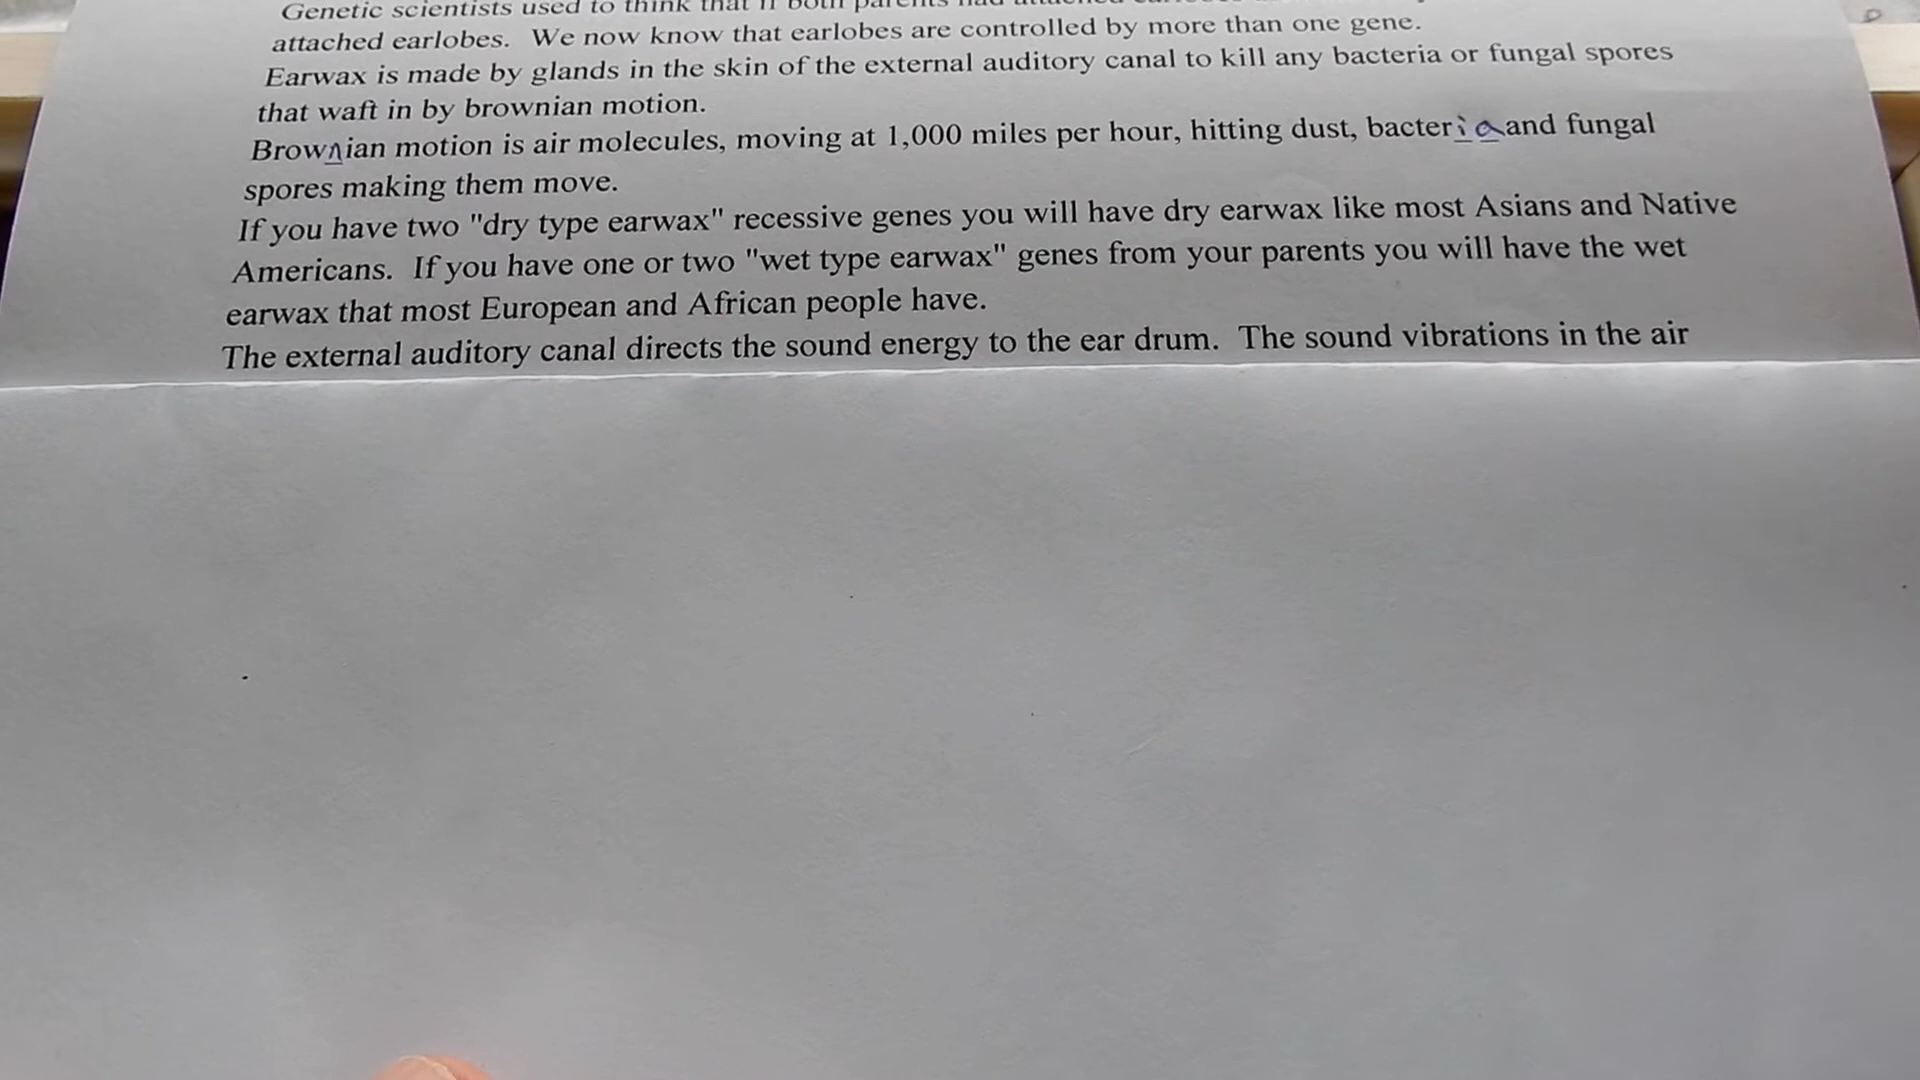 Genetic scientists used to think that if both parents had attached
attached earlobes. We now know that earlobes are controlled by more than one gene.
Earwax is made by glands in the skin of the external auditory canal to kill any bacteria or fungal spores
that waft in by brownian motion.
Brownian motion is air molecules, moving at 1,000 miles per hour, hitting dust, bacteria and fungal
spores making them move.
If you have two "dry type earwax" recessive genes you will have dry earwax like most Asians and Native
Americans. If you have one or two "wet type earwax" genes from your parents you will have the wet
earwax that most European and African people have.
The external auditory canal directs the sound energy to the ear drum. The sound vibrations in the air